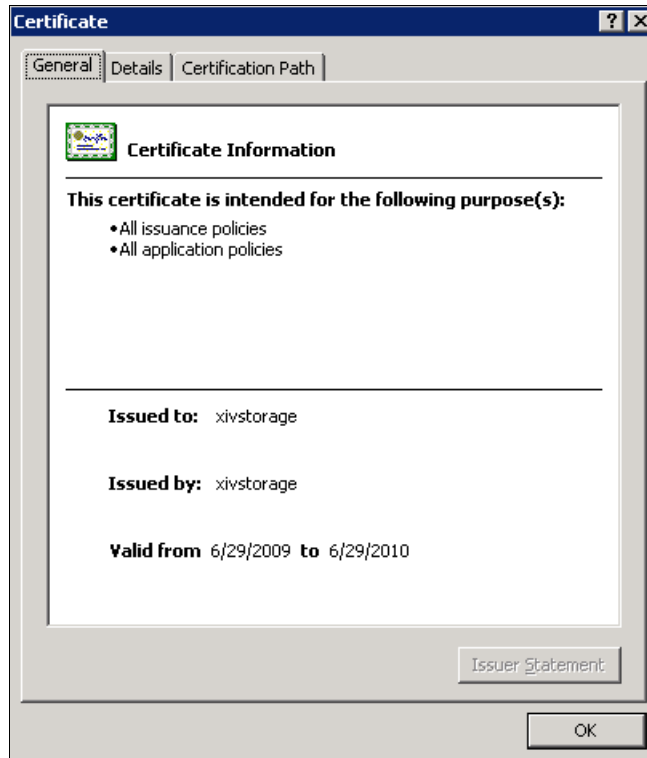 Certificate
General Details Certification Path
Certificate Information
This certificate is intended for the following purpose(s):
•All issuance policies
•All application policies
Issued to: xivstorage
Issued by: xivstorage
Valid from 6/29/2009 to 6/29/2010
Issuer Statement
OK